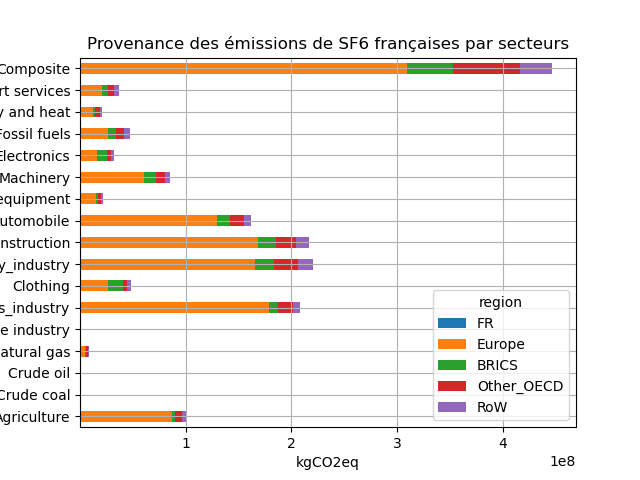 Provenance des émissions de SF6 françaises par secteurs
Composite
rt services
y and heat
Fossil fuels
Electronics
Machinery
equipment
utomobile
nstruction
y_industry
Clothing
s_industry
e industry
atural gas
Crude oil
Crude coal
Agriculture
region
FR
Europe
BRICS
Other_OECD
RoW
1 2 3 4
kgCO2eq
1e8